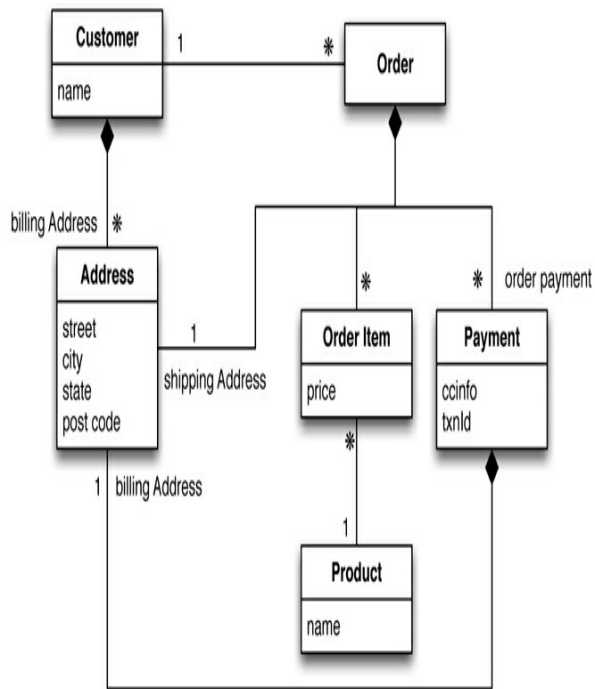 Customer
name
1
*
Order
billing Address
*
Address
street
city
state
post code
1
shipping Address
*
Order Item
price
*
order payment
Payment
ccinfo
txnId
1
billing Address
*
1
Product
name